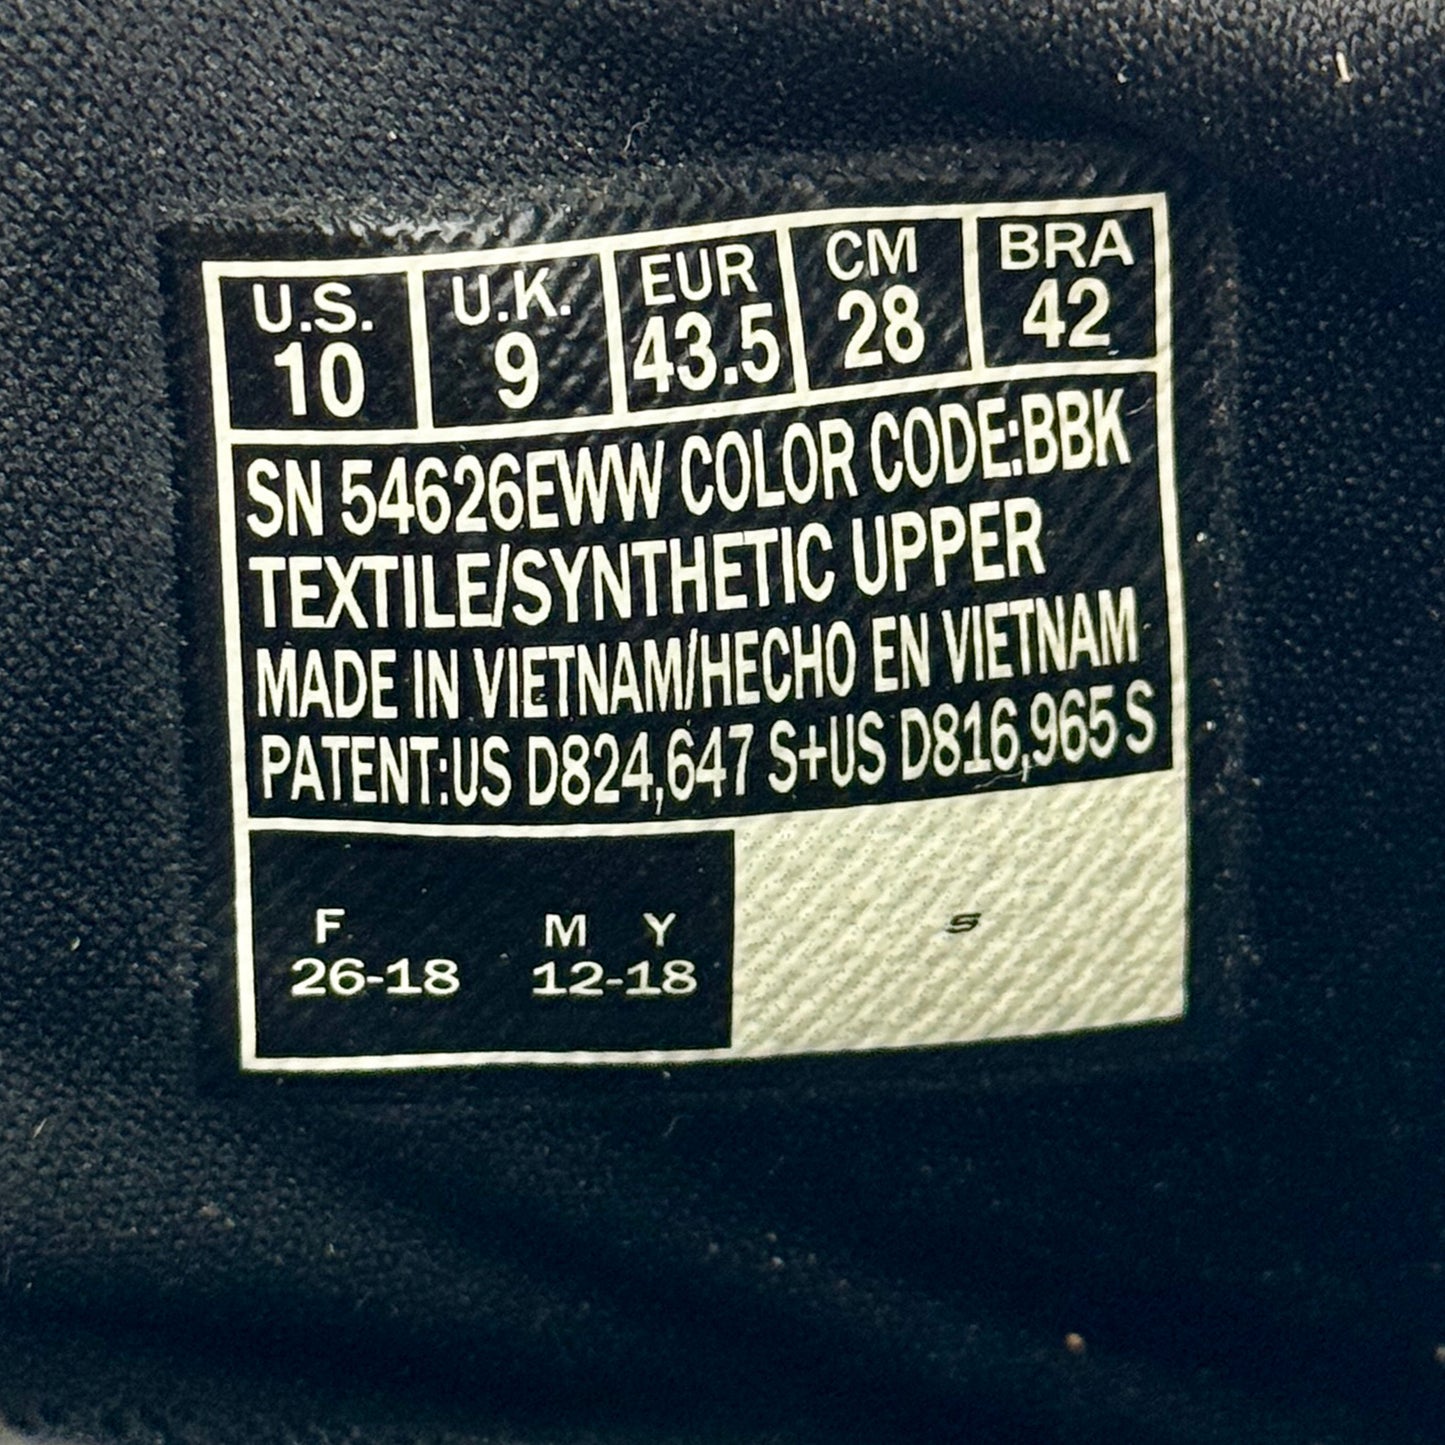 U.S. U.K. EUR CM BRA
10 9 43.5 28 42
SN 54626EWW COLOR CODE:BBK
TEXTILE/SYNTHETIC UPPER
MADE IN VIETNAM/HECHO EN VIETNAM
PATENT:US D824,647 S+US D816,965 S
F M Y
26-18 12-18
S